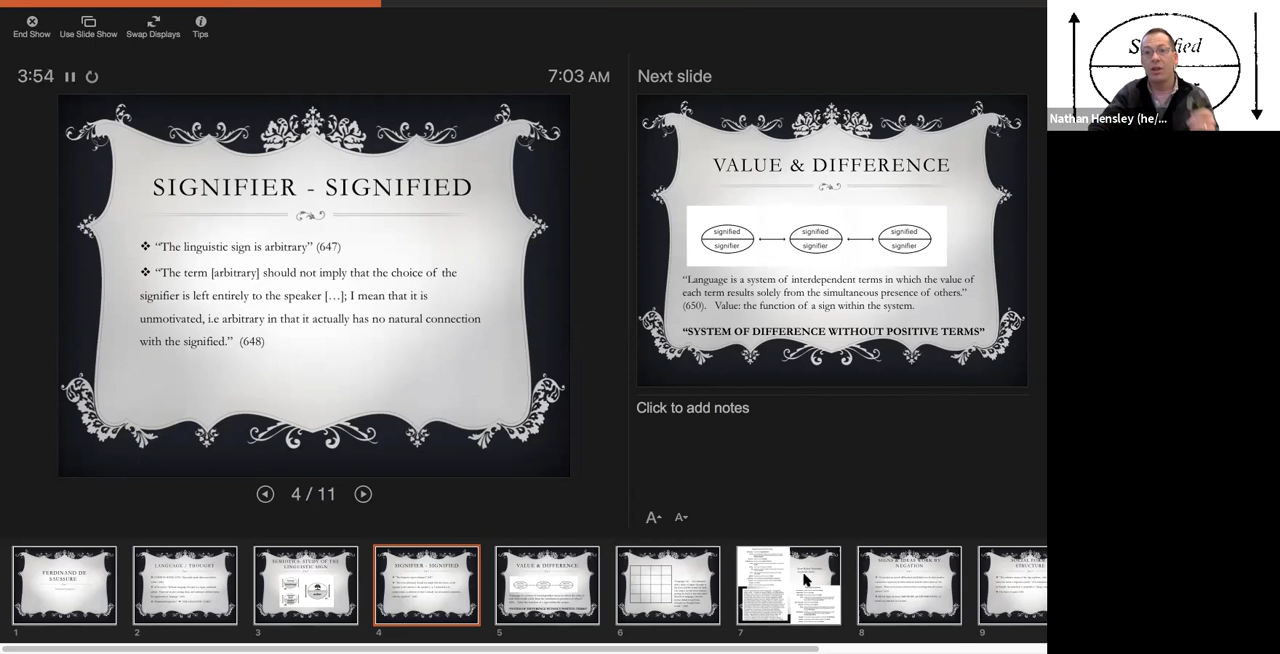 End Show
Use Slide Show
Swap Displays
Tips
3:54
7:03 AM
SIGNIFIER - SIGNIFIED
❖ “The linguistic sign is arbitrary” (647)
❖ “The term [arbitrary] should not imply that the choice of the
signifier is left entirely to the speaker […]; I mean that it is
unmotivated, i.e arbitrary in that it actually has no natural connection
with the signified.” (648)
4 / 11
Next slide
VALUE & DIFFERENCE
signified signified signified
signifier signifier signifier
“Language is a system of interdependent terms in which the value of
each term results solely from the simultaneous presence of others.”
(650). Value: the function of a sign within the system.
“SYSTEM OF DIFFERENCE WITHOUT POSITIVE TERMS”
Click to add notes
A A
Nathan Hensley (he/...
FERDINAND DE
SAUSSURE
LANGUAGE / THOUGHT
SEMIOTICS: STUDY OF THE
LINGUISTIC SIGN
SIGNIFIER - SIGNIFIED
VALUE & DIFFERENCE
SIGNS & IDEAS WORK BY
NEGATION
STRUCTURE
1 2 3 4 5 6 7 8 9